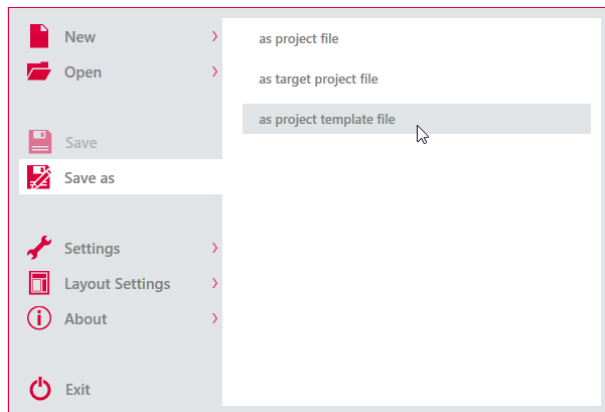 New
Open
Save
Save as
Settings
Layout Settings
About
Exit
as project file
as target project file
as project template file